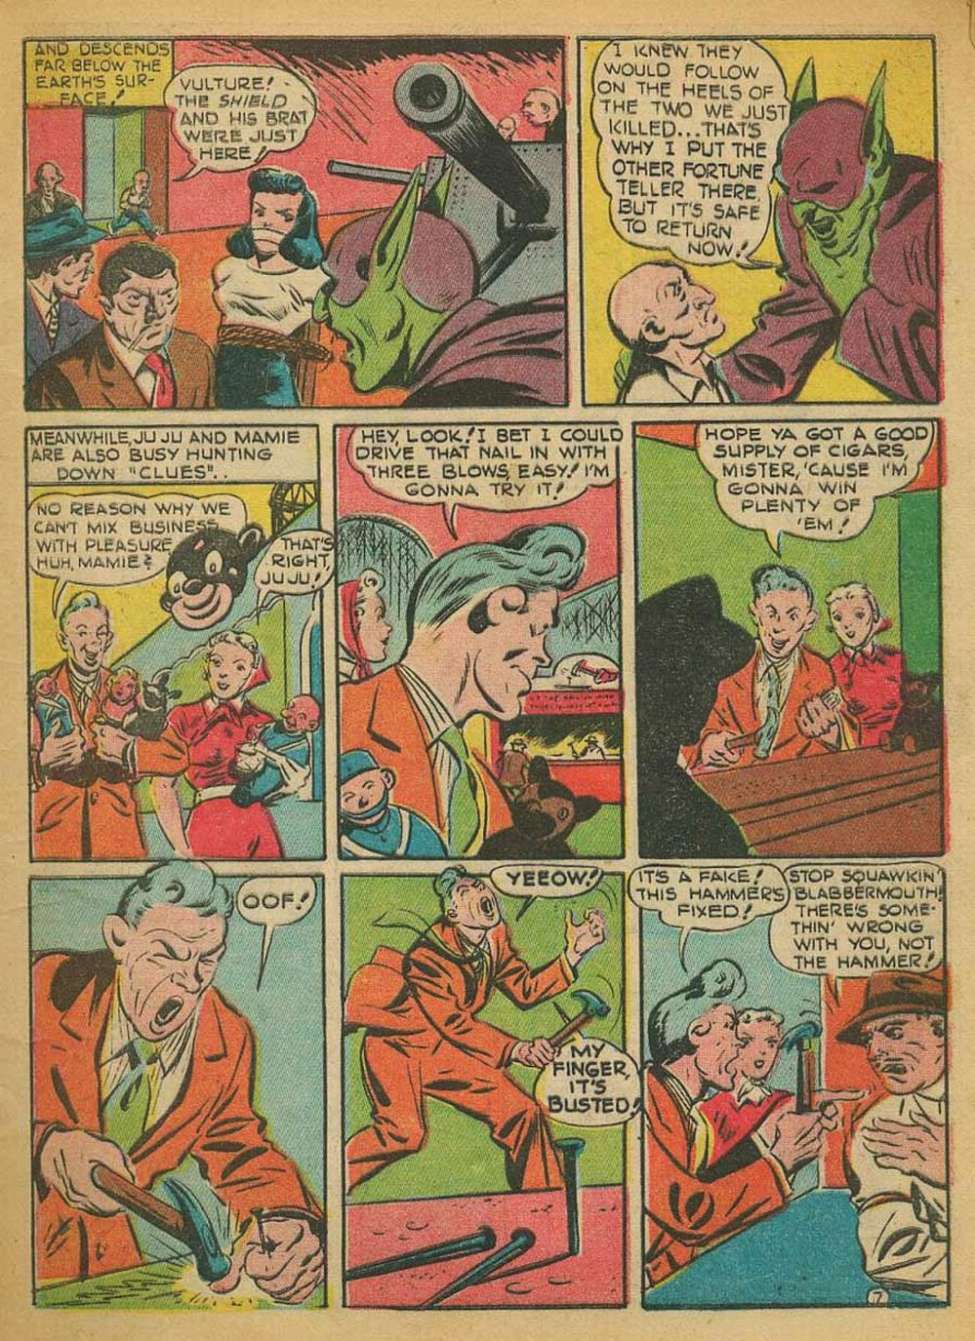 AND DESCENDS
FAR BELOW THE
EARTH'S SUR-
FACE!
VULTURE!
THE SHIELD
AND HIS BRAT
WERE JUST
HERE!
I KNEW THEY
WOULD FOLLOW
ON THE HEELS OF
THE TWO WE JUST
KILLED...THAT'S
WHY I PUT THE
OTHER FORTUNE
TELLER THERE.
BUT IT'S SAFE
TO RETURN
NOW!
MEANWHILE, JU JU AND MAMIE
ARE ALSO BUSY HUNTING
DOWN "CLUES"..
NO REASON WHY WE
CAN'T MIX BUSINESS
WITH PLEASURE
HUH, MAMIE?
THAT'S
RIGHT,
JU JU!
HEY, LOOK! I BET I COULD
DRIVE THAT NAIL IN WITH
THREE BLOWS, EASY! I'M
GONNA TRY IT!
HOPE YA GOT A GOOD
SUPPLY OF CIGARS,
MISTER, 'CAUSE I'M
GONNA WIN
PLENTY OF
'EM!
OOF!
YEEOW!
MY
FINGER,
IT'S
BUSTED!
IT'S A FAKE!
THIS HAMMER'S
FIXED!
STOP SQUAWKIN'
BLABBERMOUTH!
THERE'S SOME-
THIN' WRONG
WITH YOU, NOT
THE HAMMER!
7